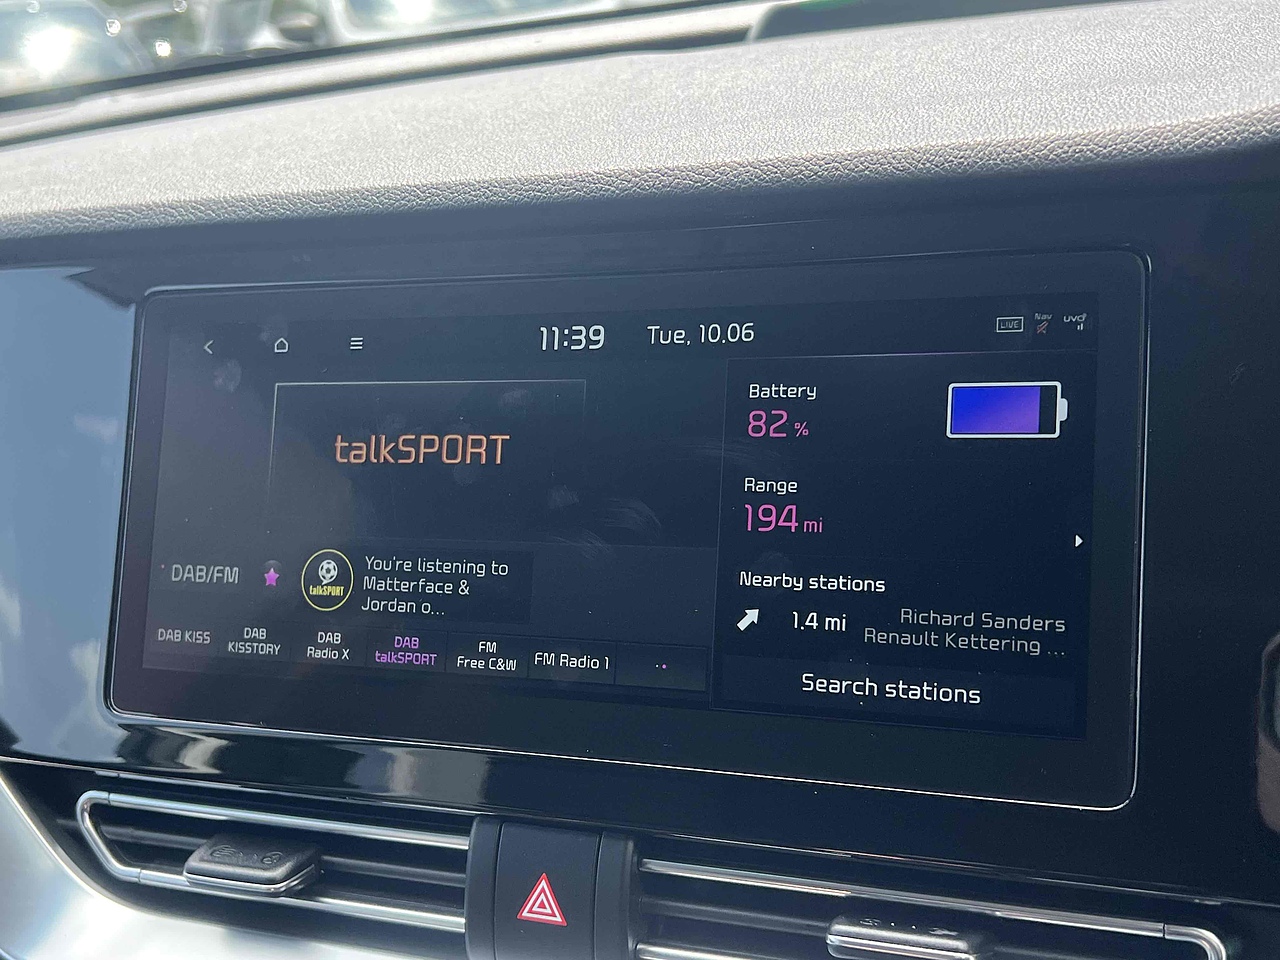 11:39
Tue, 10.06
LIVE
Nav
UVO
talkSPORT
Battery
82 %
Range
194 mi
Nearby stations
1.4 mi
Richard Sanders
Renault Kettering ...
Search stations
DAB/FM
talkSPORT
You're listening to
Matterface &
Jordan o...
DAB KISS
DAB
KISSTORY
DAB
Radio X
DAB
talkSPORT
FM
Free C&W
FM Radio 1